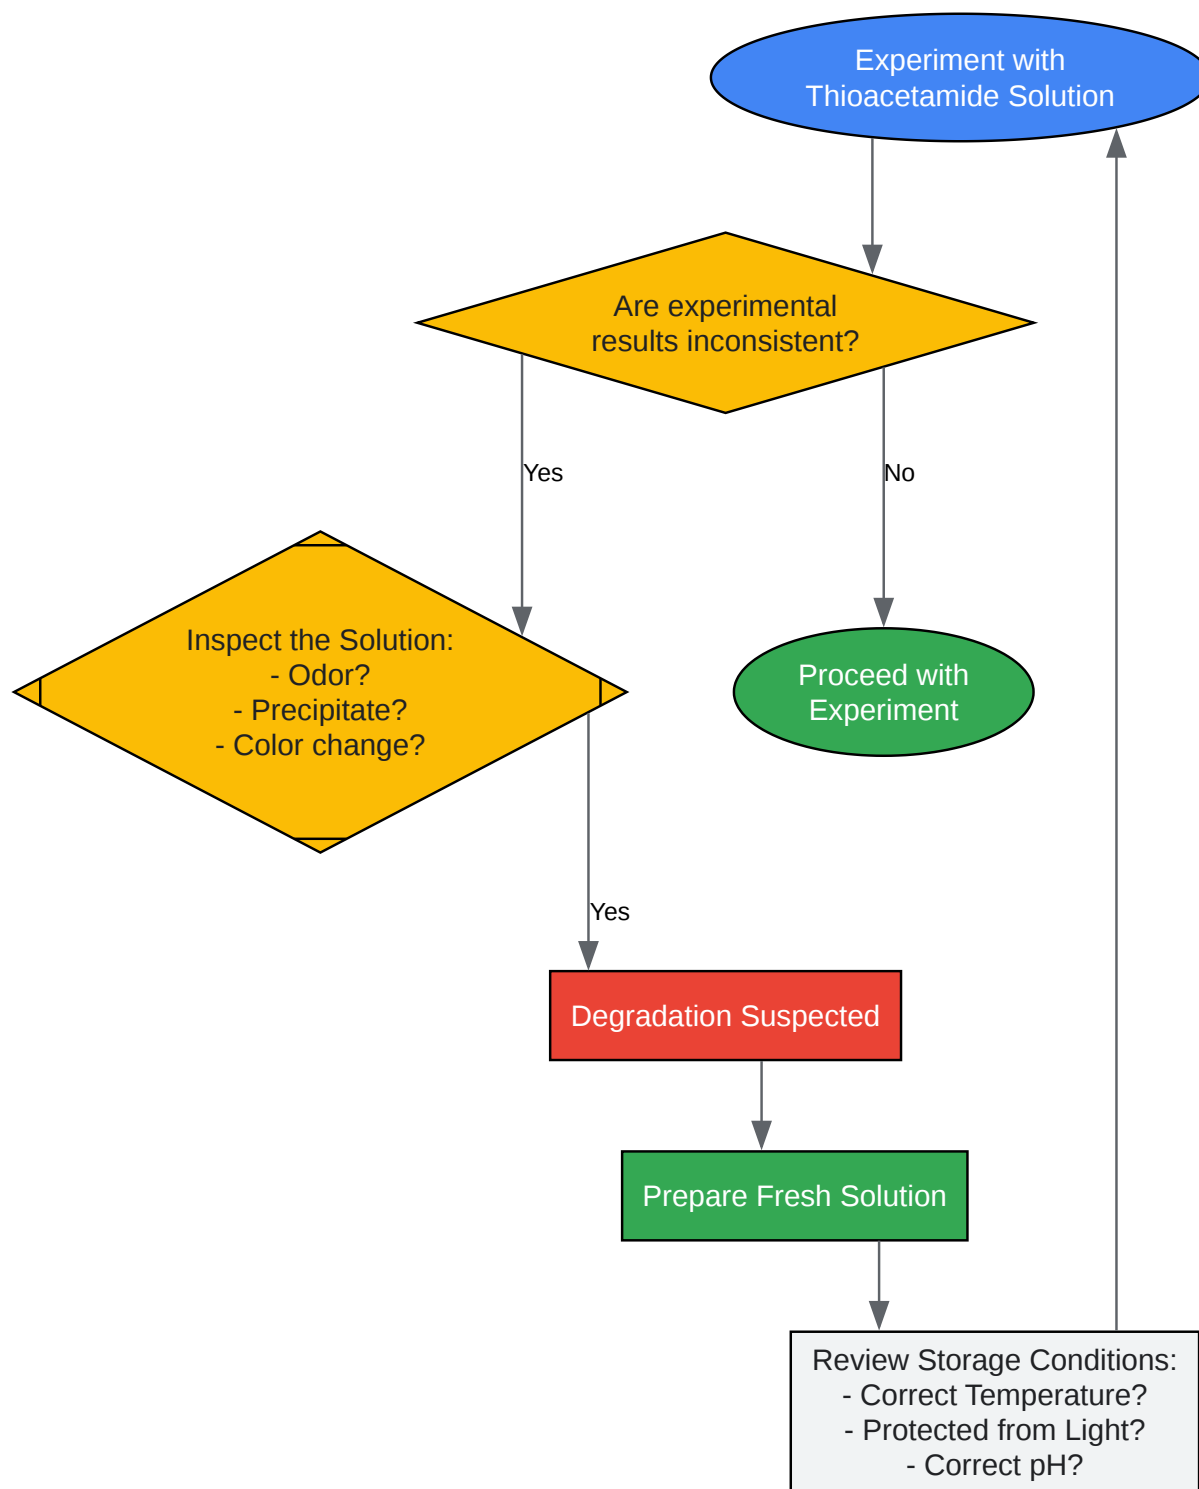 Experiment with
Thioacetamide Solution
Are experimental
results inconsistent?
Yes
No
Inspect the Solution:
- Odor?
- Precipitate?
- Color change?
Proceed with
Experiment
Yes
Degradation Suspected
Prepare Fresh Solution
Review Storage Conditions:
- Correct Temperature?
- Protected from Light?
- Correct pH?